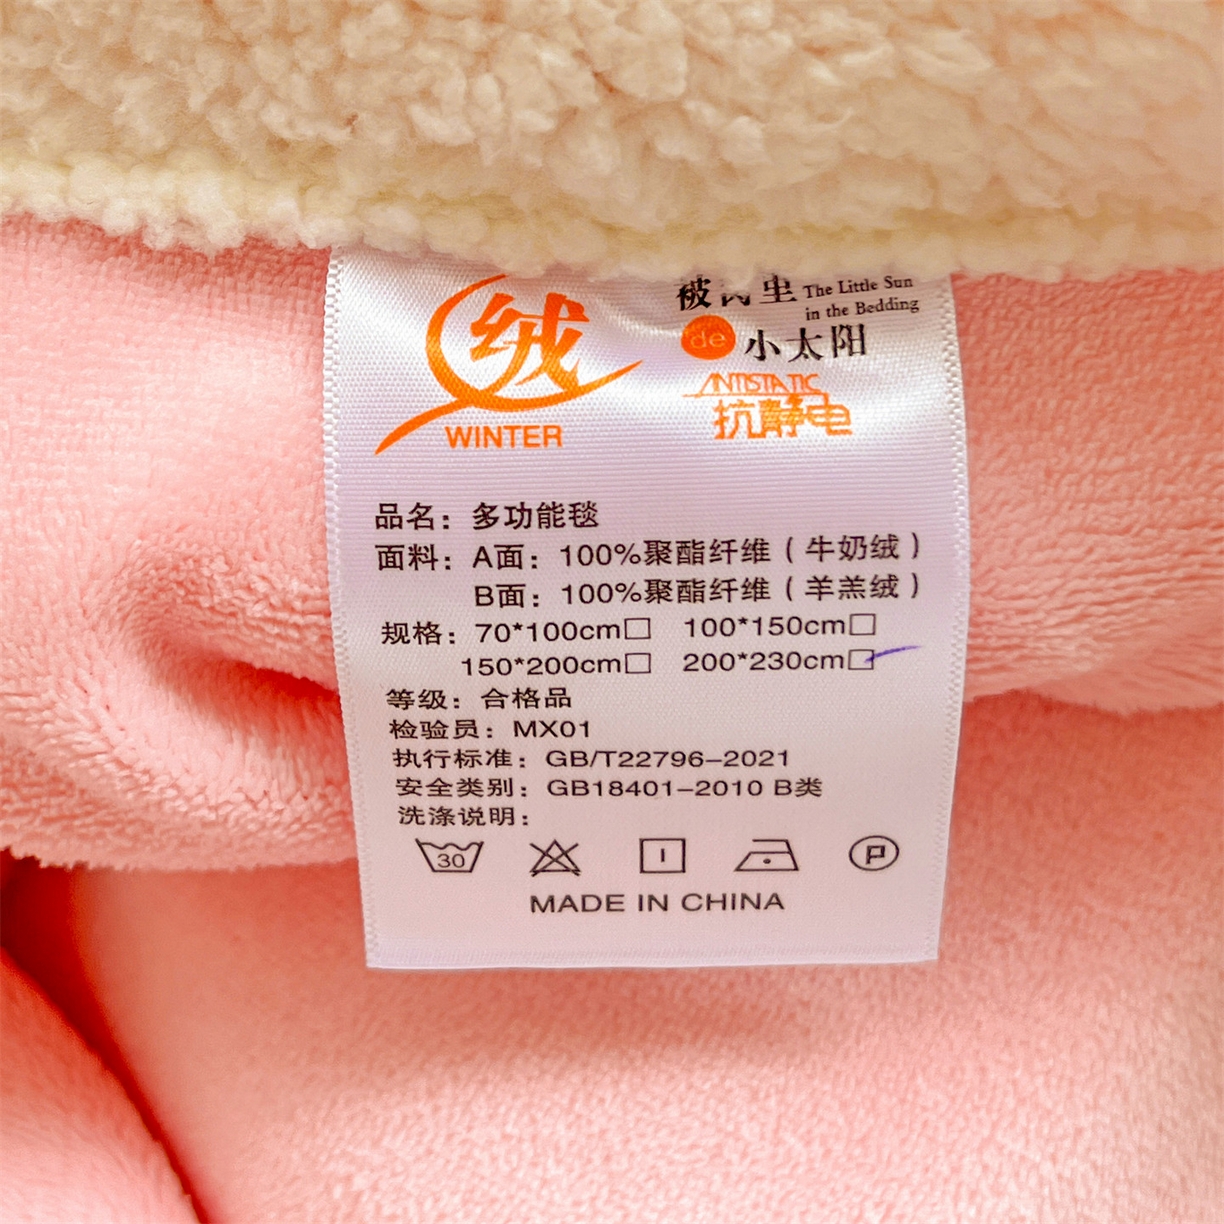 绒
WINTER
被 里 The Little Sun
in the Bedding
de 小太阳
ANTISTATIC
抗静电
品名：多功能毯
面料：A面：100%聚酯纤维（牛奶绒）
B面：100%聚酯纤维（羊羔绒）
规格：70*100cm□ 100*150cm□
150*200cm□ 200*230cm□
等级：合格品
检验员：MX01
执行标准：GB/T22796-2021
安全类别：GB18401-2010 B类
洗涤说明：
30 P
MADE IN CHINA